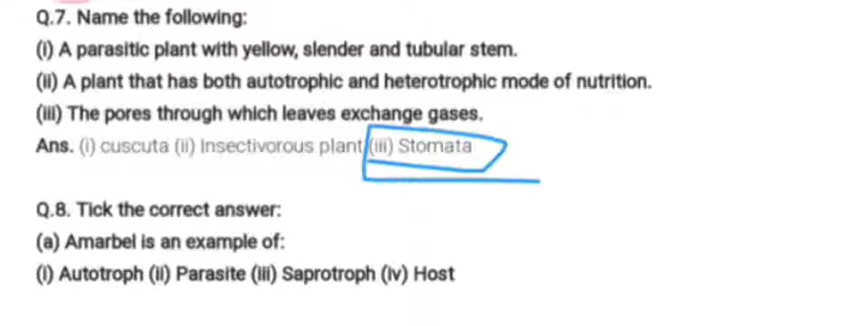 Q.7. Name the following:
(i) A parasitic plant with yellow, slender and tubular stem.
(ii) A plant that has both autotrophic and heterotrophic mode of nutrition.
(iii) The pores through which leaves exchange gases.
Ans. (i) cuscuta (ii) Insectivorous plant (iii) Stomata
Q.8. Tick the correct answer:
(a) Amarbel is an example of:
(i) Autotroph (ii) Parasite (iii) Saprotroph (iv) Host